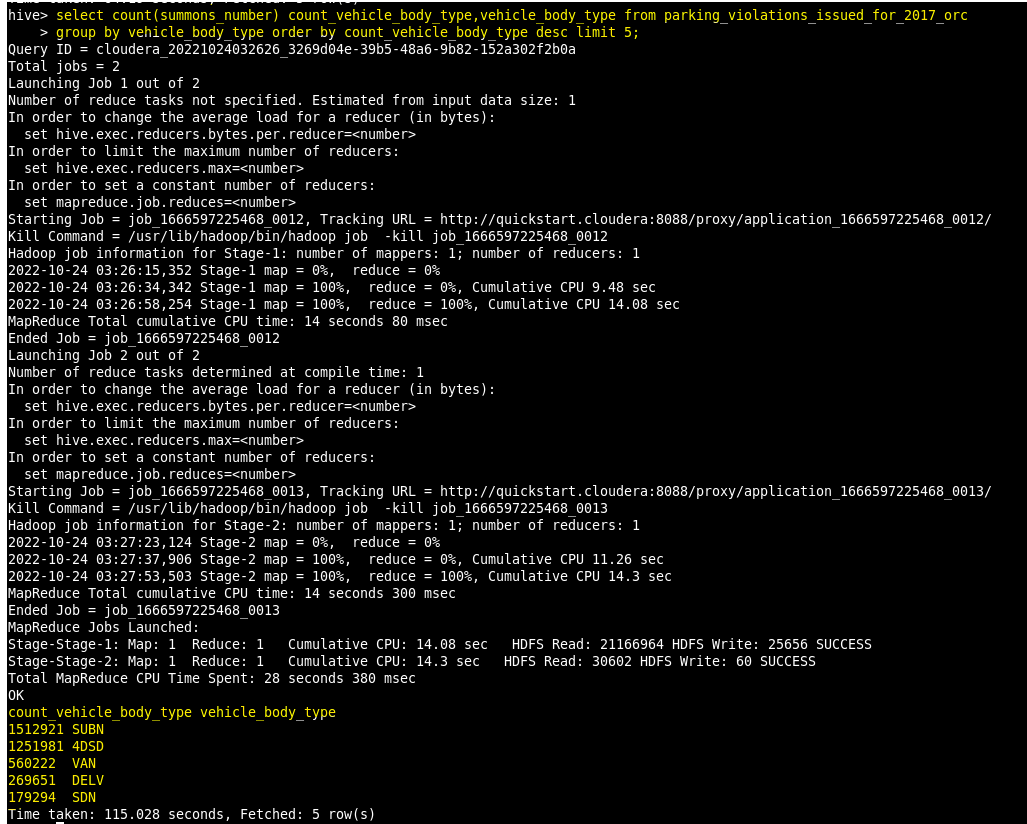 hive> select count(summons_number) count_vehicle_body_type,vehicle_body_type from parking_violations_issued_for_2017_orc
    > group by vehicle_body_type order by count_vehicle_body_type desc limit 5;
Query ID = cloudera_20221024032626_3269d04e-39b5-48a6-9b82-152a302f2b0a
Total jobs = 2
Launching Job 1 out of 2
Number of reduce tasks not specified. Estimated from input data size: 1
In order to change the average load for a reducer (in bytes):
  set hive.exec.reducers.bytes.per.reducer=<number>
In order to limit the maximum number of reducers:
  set hive.exec.reducers.max=<number>
In order to set a constant number of reducers:
  set mapreduce.job.reduces=<number>
Starting Job = job_1666597225468_0012, Tracking URL = http://quickstart.cloudera:8088/proxy/application_1666597225468_0012/
Kill Command = /usr/lib/hadoop/bin/hadoop job  -kill job_1666597225468_0012
Hadoop job information for Stage-1: number of mappers: 1; number of reducers: 1
2022-10-24 03:26:15,352 Stage-1 map = 0%,  reduce = 0%
2022-10-24 03:26:34,342 Stage-1 map = 100%,  reduce = 0%, Cumulative CPU 9.48 sec
2022-10-24 03:26:58,254 Stage-1 map = 100%,  reduce = 100%, Cumulative CPU 14.08 sec
MapReduce Total cumulative CPU time: 14 seconds 80 msec
Ended Job = job_1666597225468_0012
Launching Job 2 out of 2
Number of reduce tasks determined at compile time: 1
In order to change the average load for a reducer (in bytes):
  set hive.exec.reducers.bytes.per.reducer=<number>
In order to limit the maximum number of reducers:
  set hive.exec.reducers.max=<number>
In order to set a constant number of reducers:
  set mapreduce.job.reduces=<number>
Starting Job = job_1666597225468_0013, Tracking URL = http://quickstart.cloudera:8088/proxy/application_1666597225468_0013/
Kill Command = /usr/lib/hadoop/bin/hadoop job  -kill job_1666597225468_0013
Hadoop job information for Stage-2: number of mappers: 1; number of reducers: 1
2022-10-24 03:27:23,124 Stage-2 map = 0%,  reduce = 0%
2022-10-24 03:27:37,906 Stage-2 map = 100%,  reduce = 0%, Cumulative CPU 11.26 sec
2022-10-24 03:27:53,503 Stage-2 map = 100%,  reduce = 100%, Cumulative CPU 14.3 sec
MapReduce Total cumulative CPU time: 14 seconds 300 msec
Ended Job = job_1666597225468_0013
MapReduce Jobs Launched:
Stage-Stage-1: Map: 1  Reduce: 1   Cumulative CPU: 14.08 sec   HDFS Read: 21166964 HDFS Write: 25656 SUCCESS
Stage-Stage-2: Map: 1  Reduce: 1   Cumulative CPU: 14.3 sec   HDFS Read: 30602 HDFS Write: 60 SUCCESS
Total MapReduce CPU Time Spent: 28 seconds 380 msec
OK
count_vehicle_body_type vehicle_body_type
1512921 SUBN
1251981 4DSD
560222  VAN
269651  DELV
179294  SDN
Time taken: 115.028 seconds, Fetched: 5 row(s)